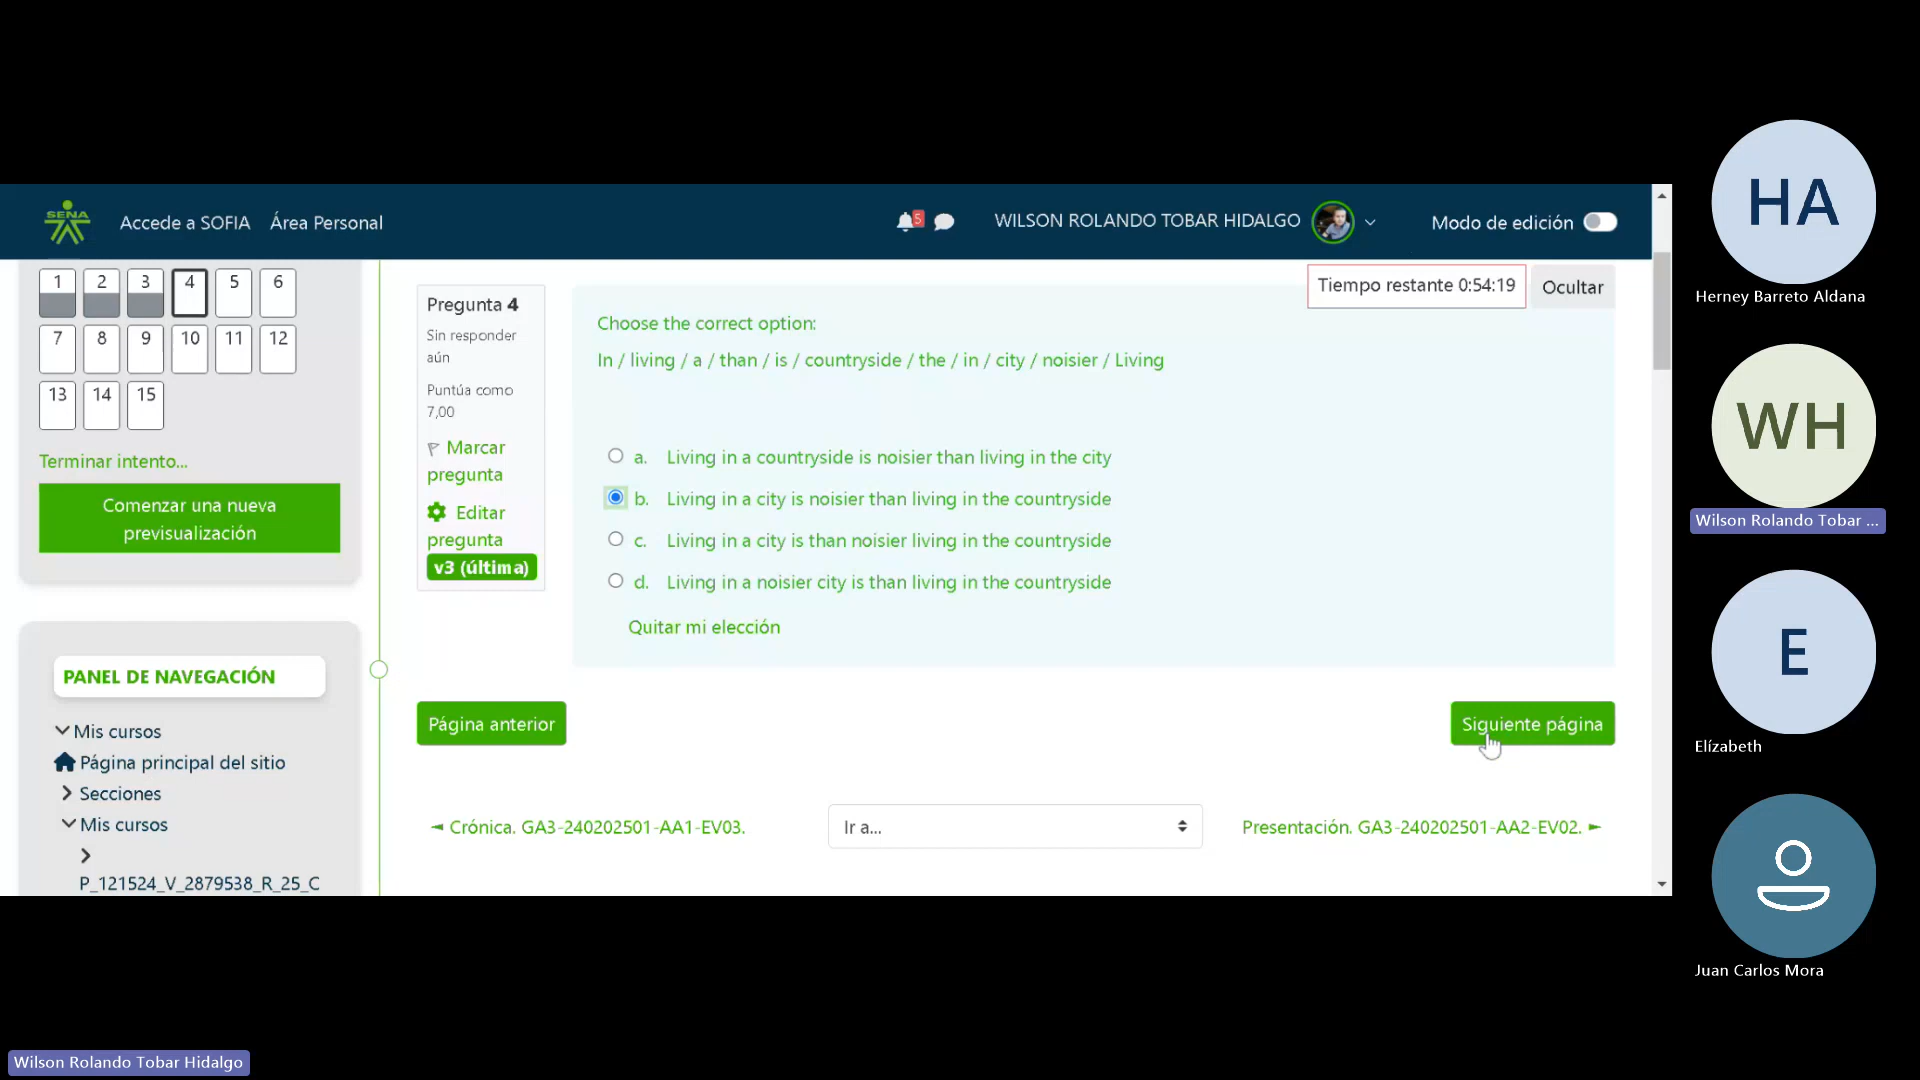 SENA
Accede a SOFIA
Área Personal
5
WILSON ROLANDO TOBAR HIDALGO
Modo de edición
1 2 3 4 5 6
7 8 9 10 11 12
13 14 15
Terminar intento...
Comenzar una nueva
previsualización
PANEL DE NAVEGACIÓN
Mis cursos
Página principal del sitio
Secciones
Mis cursos
P_121524_V_2879538_R_25_C
Pregunta 4
Sin responder
aún
Puntúa como
7,00
Marcar
pregunta
Editar
pregunta
v3 (última)
Tiempo restante 0:54:19
Ocultar
Choose the correct option:
In / living / a / than / is / countryside / the / in / city / noisier / Living
a. Living in a countryside is noisier than living in the city
b. Living in a city is noisier than living in the countryside
c. Living in a city is than noisier living in the countryside
d. Living in a noisier city is than living in the countryside
Quitar mi elección
Página anterior
Siguiente página
◄ Crónica. GA3-240202501-AA1-EV03.
Ir a...
Presentación. GA3-240202501-AA2-EV02. ►
HA
Herney Barreto Aldana
WH
Wilson Rolando Tobar ...
E
Elízabeth
Juan Carlos Mora
Wilson Rolando Tobar Hidalgo